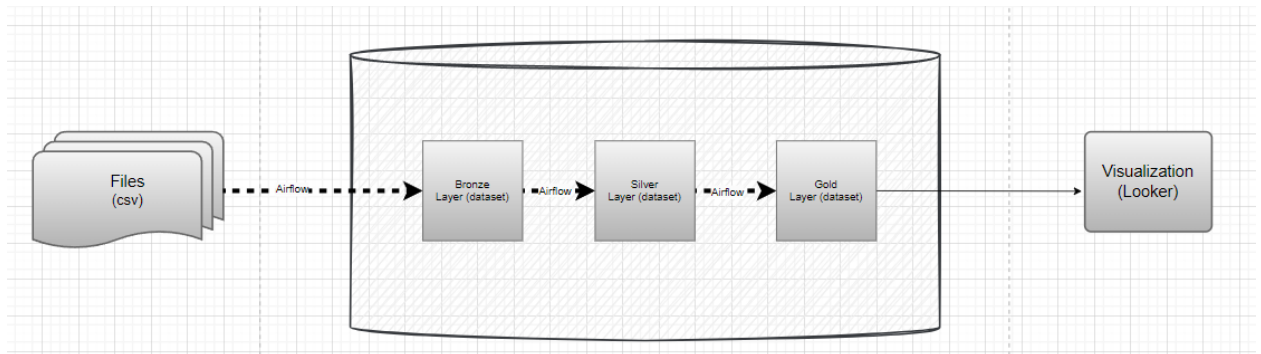 Files
(csv)
Airflow
Bronze
Layer (dataset)
Airflow
Silver
Layer (dataset)
Airflow
Gold
Layer (dataset)
Visualization
(Looker)